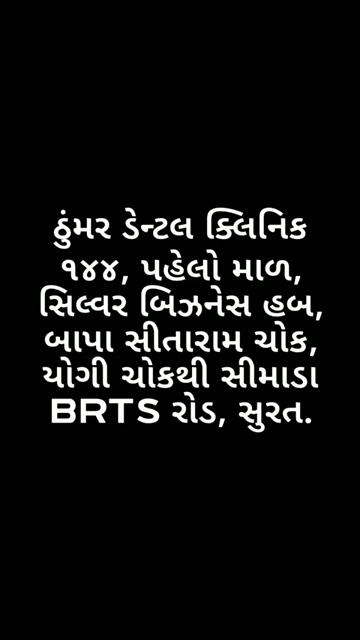 ઠુંમર ડેન્ટલ ક્લિનિક
૧૪૪, પહેલો માળ,
સિલ્વર બિઝનેસ હબ,
બાપા સીતારામ ચોક,
યોગી ચોકથી સીમાડા
BRTS રોડ, સુરત.